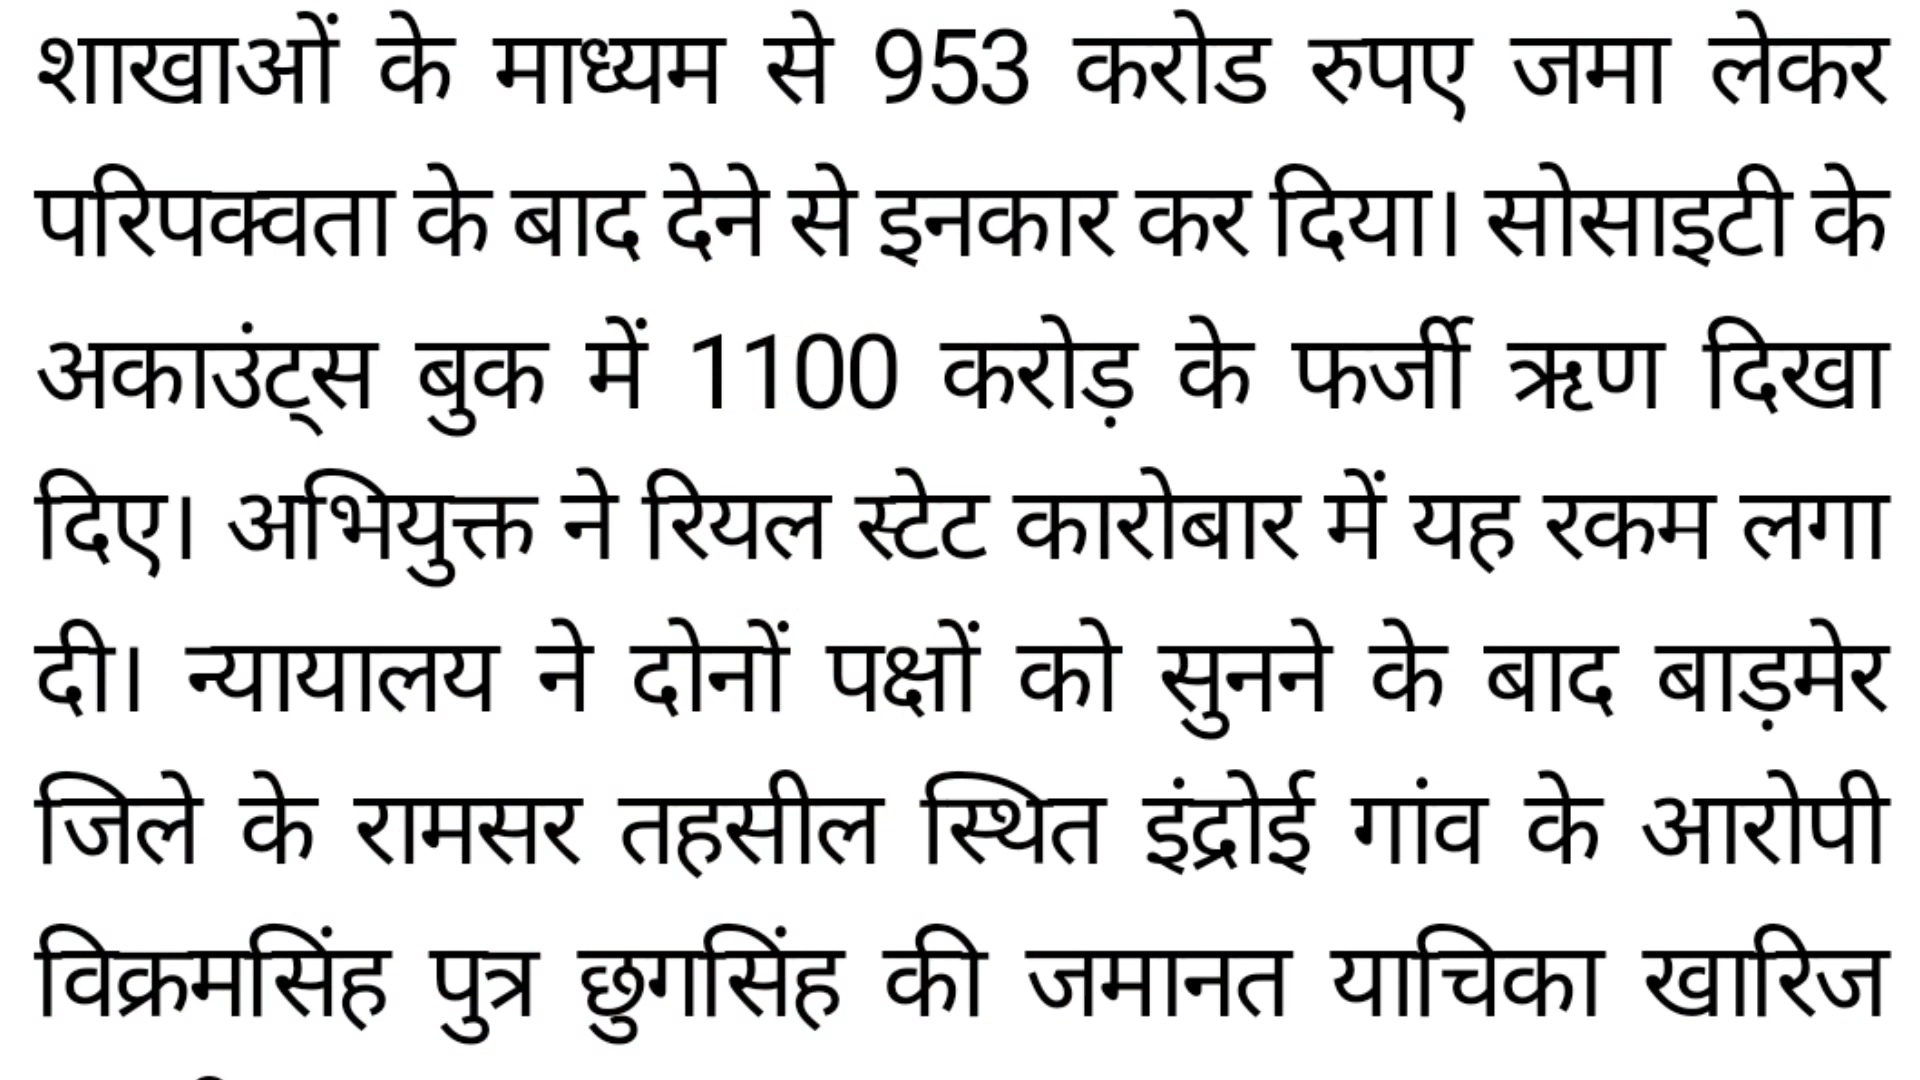 शाखाओं के माध्यम से 953 करोड रुपए जमा लेकर
परिपक्वता के बाद देने से इनकार कर दिया। सोसाइटी के
अकाउंट्स बुक में 1100 करोड़ के फर्जी ऋण दिखा
दिए। अभियुक्त ने रियल स्टेट कारोबार में यह रकम लगा
दी। न्यायालय ने दोनों पक्षों को सुनने के बाद बाड़मेर
जिले के रामसर तहसील स्थित इंद्रोई गांव के आरोपी
विक्रमसिंह पुत्र छुगसिंह की जमानत याचिका खारिज